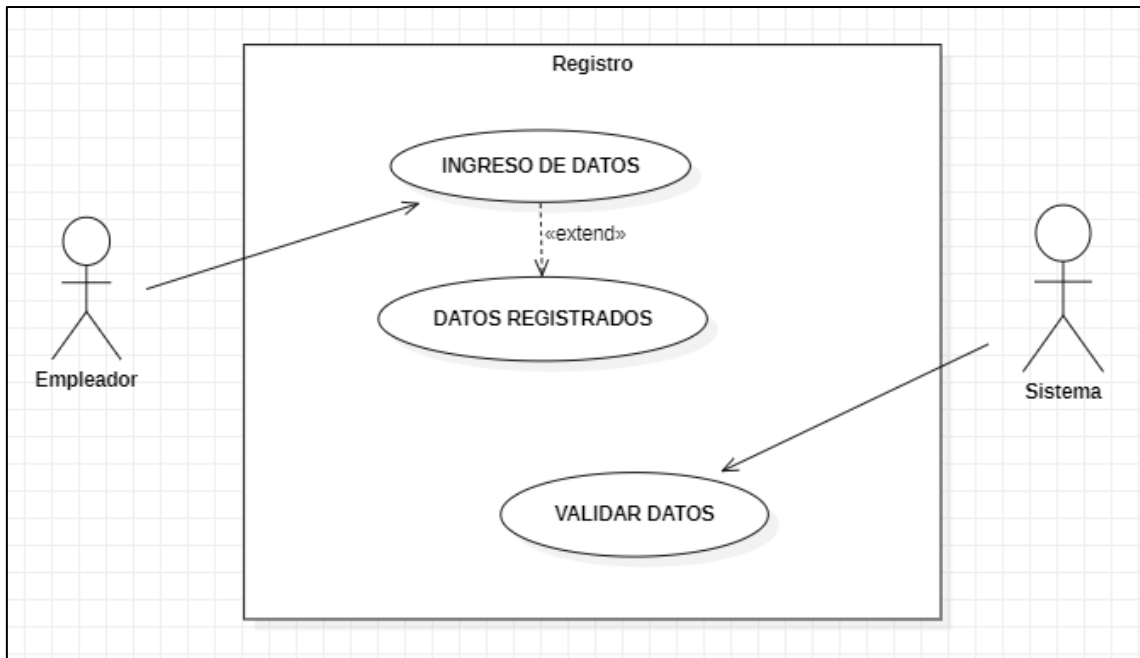 Registro
INGRESO DE DATOS
«extend»
DATOS REGISTRADOS
Empleador
Sistema
VALIDAR DATOS